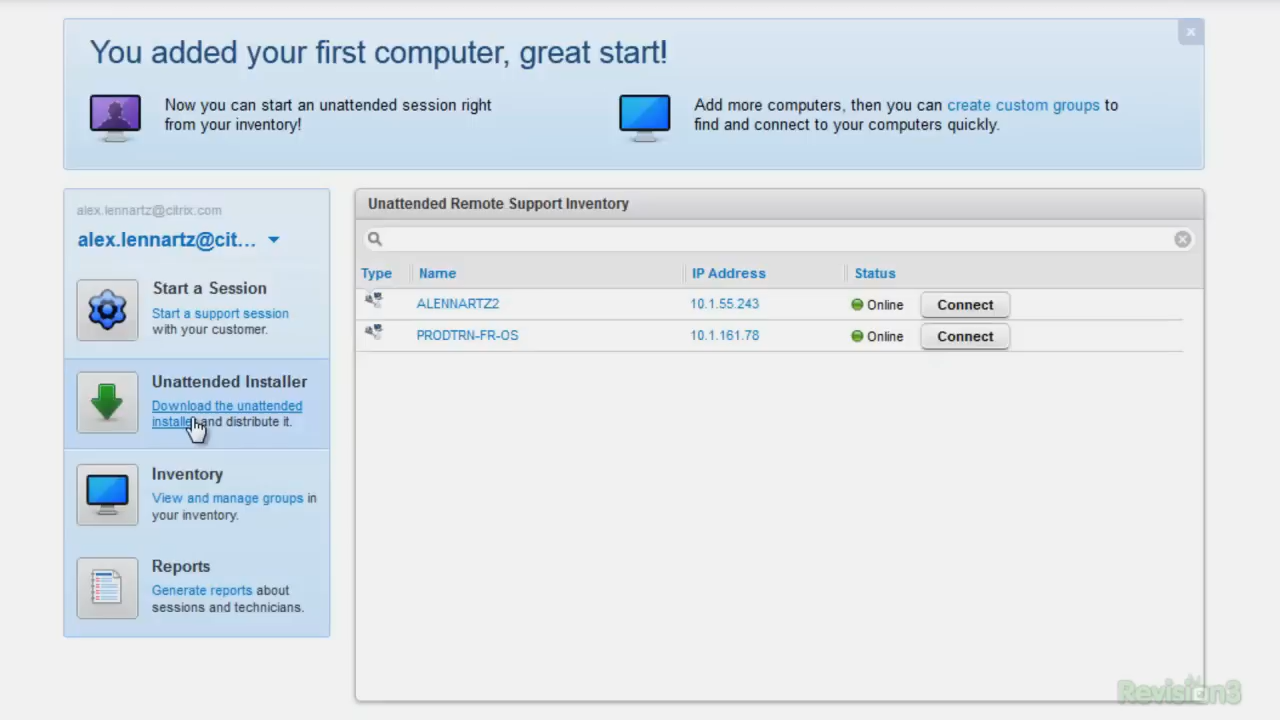 You added your first computer, great start!
Now you can start an unattended session right
from your inventory!
Add more computers, then you can create custom groups to
find and connect to your computers quickly.
alex.lennartz@citrix.com
alex.lennartz@cit...
Start a Session
Start a support session
with your customer.
Unattended Installer
Download the unattended
installer and distribute it.
Inventory
View and manage groups in
your inventory.
Reports
Generate reports about
sessions and technicians.
Unattended Remote Support Inventory
Type Name IP Address Status
ALENNARTZ2 10.1.55.243 Online Connect
PRODTRN-FR-OS 10.1.161.78 Online Connect
Revision3